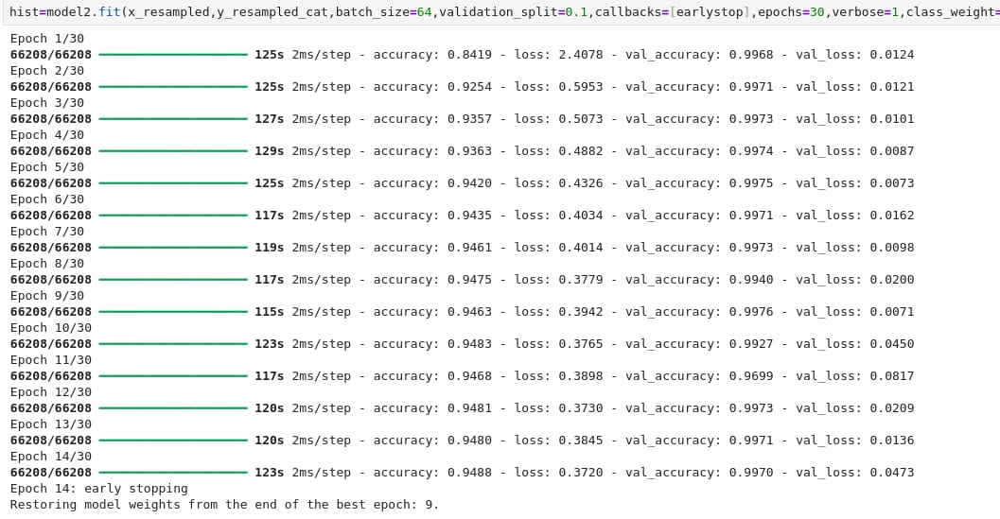 hist=model2.fit(x_resampled,y_resampled_cat,batch_size=64,validation_split=0.1,callbacks=[earlystop],epochs=30,verbose=1,class_weight=
Epoch 1/30
66208/66208 ━━━━━━━━━━━━━━━━━━━━ 125s 2ms/step - accuracy: 0.8419 - loss: 2.4078 - val_accuracy: 0.9968 - val_loss: 0.0124
Epoch 2/30
66208/66208 ━━━━━━━━━━━━━━━━━━━━ 125s 2ms/step - accuracy: 0.9254 - loss: 0.5953 - val_accuracy: 0.9971 - val_loss: 0.0121
Epoch 3/30
66208/66208 ━━━━━━━━━━━━━━━━━━━━ 127s 2ms/step - accuracy: 0.9357 - loss: 0.5073 - val_accuracy: 0.9973 - val_loss: 0.0101
Epoch 4/30
66208/66208 ━━━━━━━━━━━━━━━━━━━━ 129s 2ms/step - accuracy: 0.9363 - loss: 0.4882 - val_accuracy: 0.9974 - val_loss: 0.0087
Epoch 5/30
66208/66208 ━━━━━━━━━━━━━━━━━━━━ 125s 2ms/step - accuracy: 0.9420 - loss: 0.4326 - val_accuracy: 0.9975 - val_loss: 0.0073
Epoch 6/30
66208/66208 ━━━━━━━━━━━━━━━━━━━━ 117s 2ms/step - accuracy: 0.9435 - loss: 0.4034 - val_accuracy: 0.9971 - val_loss: 0.0162
Epoch 7/30
66208/66208 ━━━━━━━━━━━━━━━━━━━━ 119s 2ms/step - accuracy: 0.9461 - loss: 0.4014 - val_accuracy: 0.9973 - val_loss: 0.0098
Epoch 8/30
66208/66208 ━━━━━━━━━━━━━━━━━━━━ 117s 2ms/step - accuracy: 0.9475 - loss: 0.3779 - val_accuracy: 0.9940 - val_loss: 0.0200
Epoch 9/30
66208/66208 ━━━━━━━━━━━━━━━━━━━━ 115s 2ms/step - accuracy: 0.9463 - loss: 0.3942 - val_accuracy: 0.9976 - val_loss: 0.0071
Epoch 10/30
66208/66208 ━━━━━━━━━━━━━━━━━━━━ 123s 2ms/step - accuracy: 0.9483 - loss: 0.3765 - val_accuracy: 0.9927 - val_loss: 0.0450
Epoch 11/30
66208/66208 ━━━━━━━━━━━━━━━━━━━━ 117s 2ms/step - accuracy: 0.9468 - loss: 0.3898 - val_accuracy: 0.9699 - val_loss: 0.0817
Epoch 12/30
66208/66208 ━━━━━━━━━━━━━━━━━━━━ 120s 2ms/step - accuracy: 0.9481 - loss: 0.3730 - val_accuracy: 0.9973 - val_loss: 0.0209
Epoch 13/30
66208/66208 ━━━━━━━━━━━━━━━━━━━━ 120s 2ms/step - accuracy: 0.9480 - loss: 0.3845 - val_accuracy: 0.9971 - val_loss: 0.0136
Epoch 14/30
66208/66208 ━━━━━━━━━━━━━━━━━━━━ 123s 2ms/step - accuracy: 0.9488 - loss: 0.3720 - val_accuracy: 0.9970 - val_loss: 0.0473
Epoch 14: early stopping
Restoring model weights from the end of the best epoch: 9.